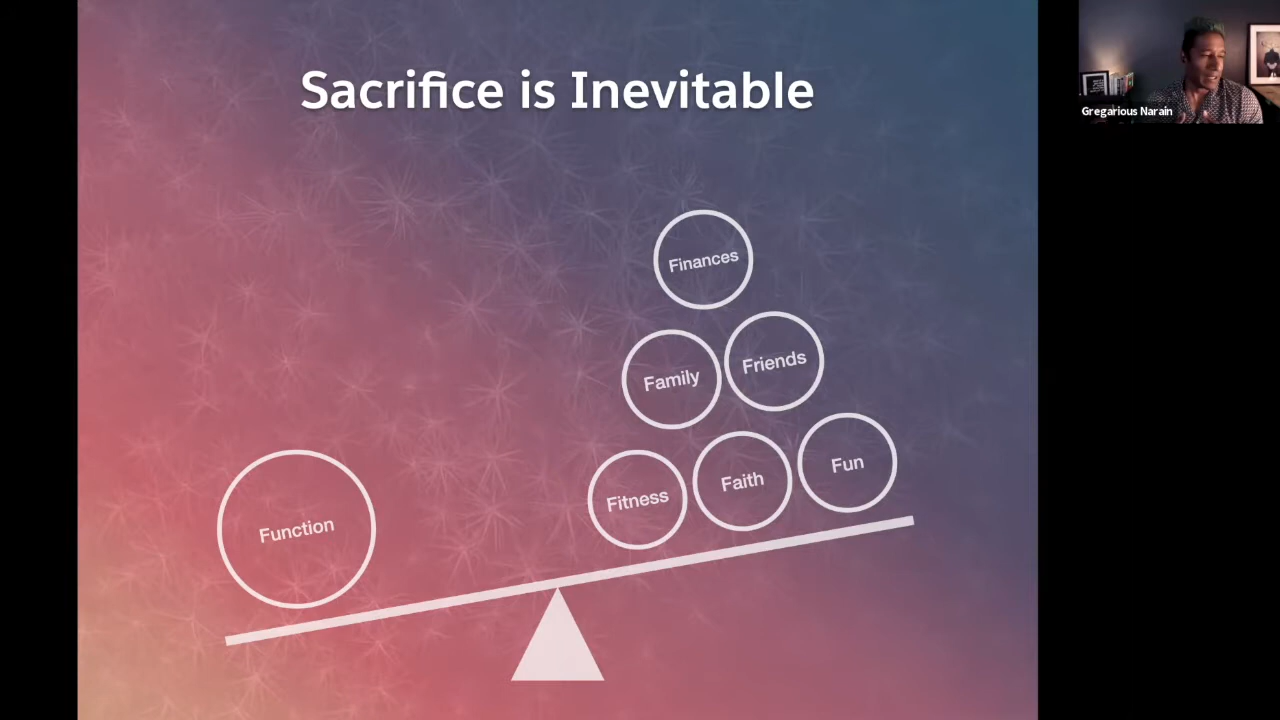 Sacrifice is Inevitable
Gregarious Narain
Finances
Family
Friends
Fitness
Faith
Fun
Function